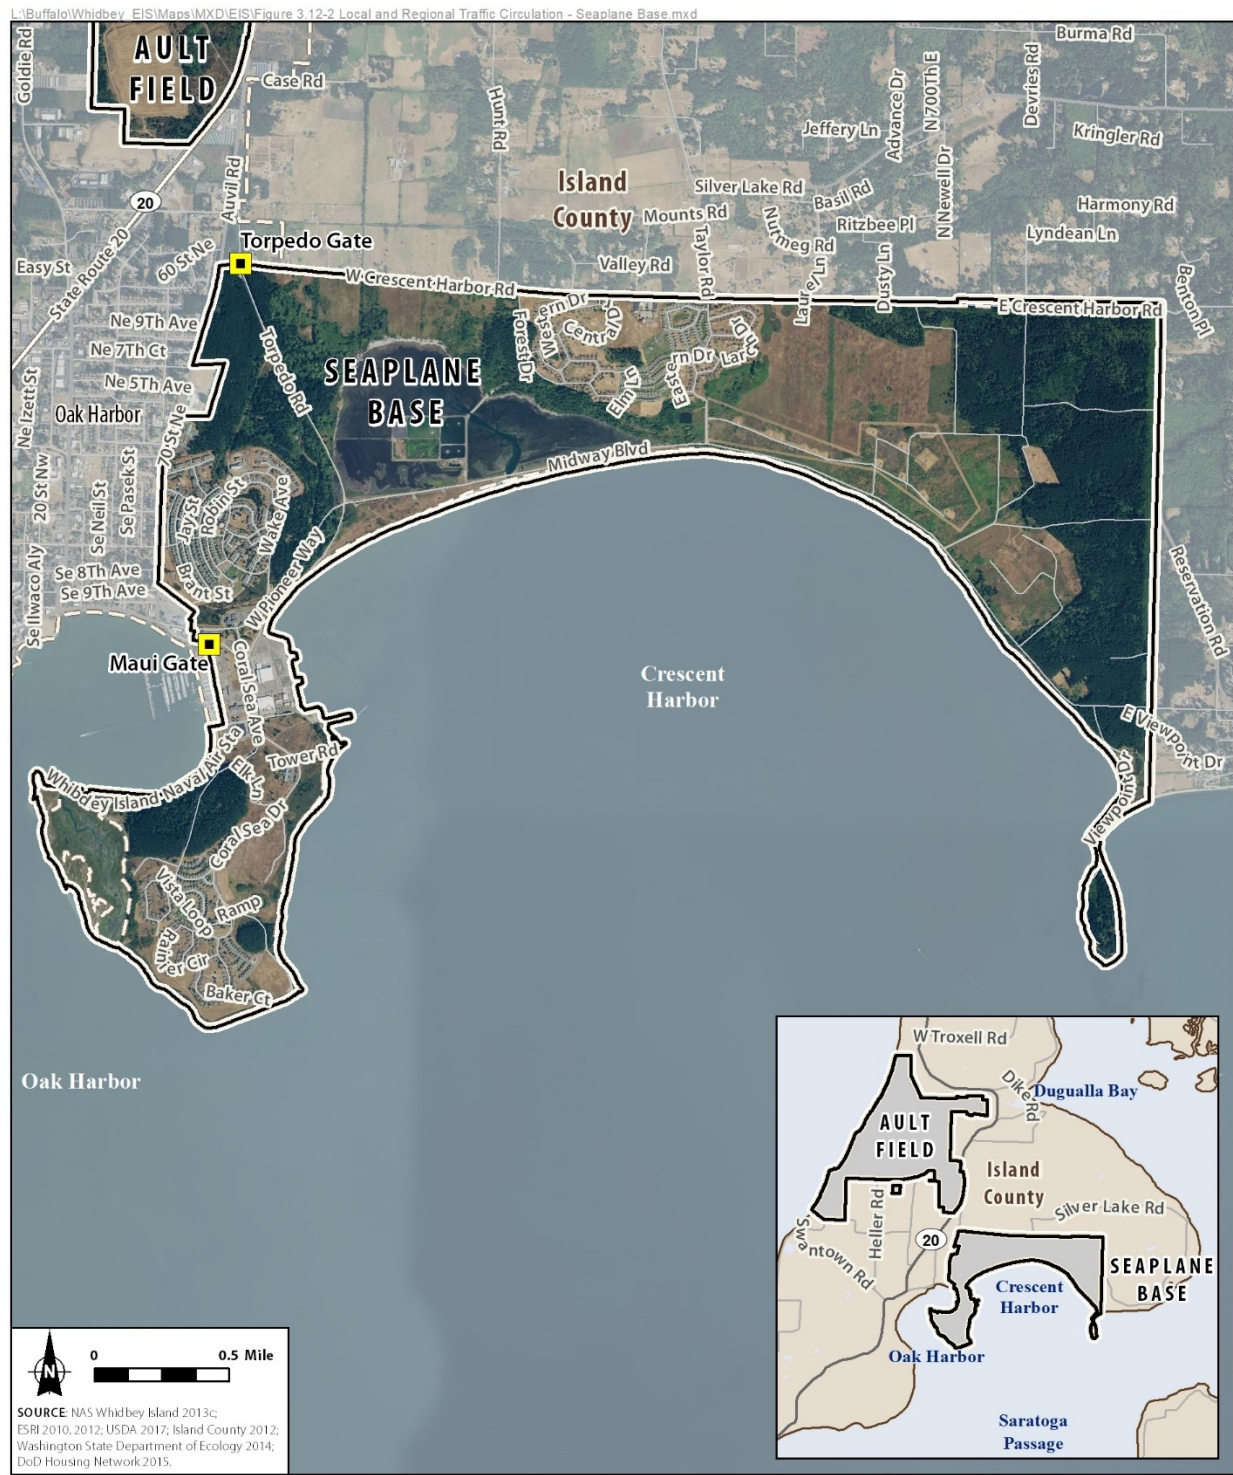 L:\Buffalo\Whidbey_EIS\Maps\MXD\EIS\Figure 3.12-2 Local and Regional Traffic Circulation - Seaplane Base.mxd
AULT
FIELD
Goldie Rd
Case Rd
Hunt Rd
Burma Rd
Devries Rd
N 700Th E
Advance Dr
Jeffery Ln
Kringler Rd
Auvil Rd
20
State Route 20
Island
County
Silver Lake Rd
Basil Rd
N Newell Dr
Mounts Rd
Nutmeg Rd
Ritzbee Pl
Harmony Rd
Lyndean Ln
60 St Ne
Torpedo Gate
Easy St
Valley Rd
Taylor Rd
Laurel Ln
Dusty Ln
Benton Pl
W Crescent Harbor Rd
E Crescent Harbor Rd
Ne 9Th Ave
Ne 7Th Ct
Ne 5Th Ave
Torpedo Rd
SEAPLANE
BASE
Western Dr
Central Dr
Forest Dr
Elm Ln
Eastern Dr
Larch Dr
Ne Izett St
Oak Harbor
70 St Ne
Midway Blvd
20 St Nw
Se Pasek St
Se Neil St
Jay St
Robin St
Wake Ave
Brant St
W Pioneer Way
Se 8Th Ave
Se 9Th Ave
Se Ilwaco Aly
Reservation Rd
Maui Gate
Coral Sea Ave
Crescent
Harbor
E Viewpoint Dr
Viewpoint Dr
Tower Rd
Whibdey Island Naval Air Sta
Elk Ln
Coral Sea Dr
Vista Loop
Ramp
Rainier Cir
Baker Ct
Oak Harbor
W Troxell Rd
Dike Rd
Dugualla Bay
AULT
FIELD
Island
County
Heller Rd
Silver Lake Rd
Swantown Rd
20
SEAPLANE
BASE
Crescent
Harbor
Oak Harbor
Saratoga
Passage
N
0 0.5 Mile
SOURCE: NAS Whidbey Island 2013c;
ESRI 2010, 2012; USDA 2017; Island County 2012;
Washington State Department of Ecology 2014;
DoD Housing Network 2015.